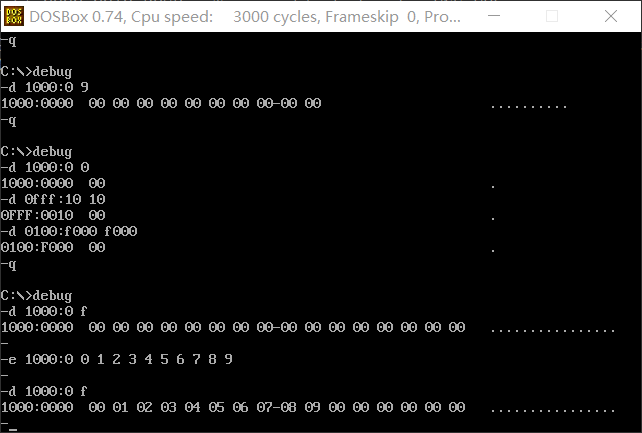 DOS
BOX
DOSBox 0.74, Cpu speed: 3000 cycles, Frameskip 0, Pro...
-q
C:\>debug
-d 1000:0 9
1000:0000 00 00 00 00 00 00 00 00-00 00 ..........
-q
C:\>debug
-d 1000:0 0
1000:0000 00 .
-d 0fff:10 10
0FFF:0010 00 .
-d 0100:f000 f000
0100:F000 00 .
-q
C:\>debug
-d 1000:0 f
1000:0000 00 00 00 00 00 00 00 00-00 00 00 00 00 00 00 00 ................
-
-e 1000:0 0 1 2 3 4 5 6 7 8 9
-
-d 1000:0 f
1000:0000 00 01 02 03 04 05 06 07-08 09 00 00 00 00 00 00 ................
-_